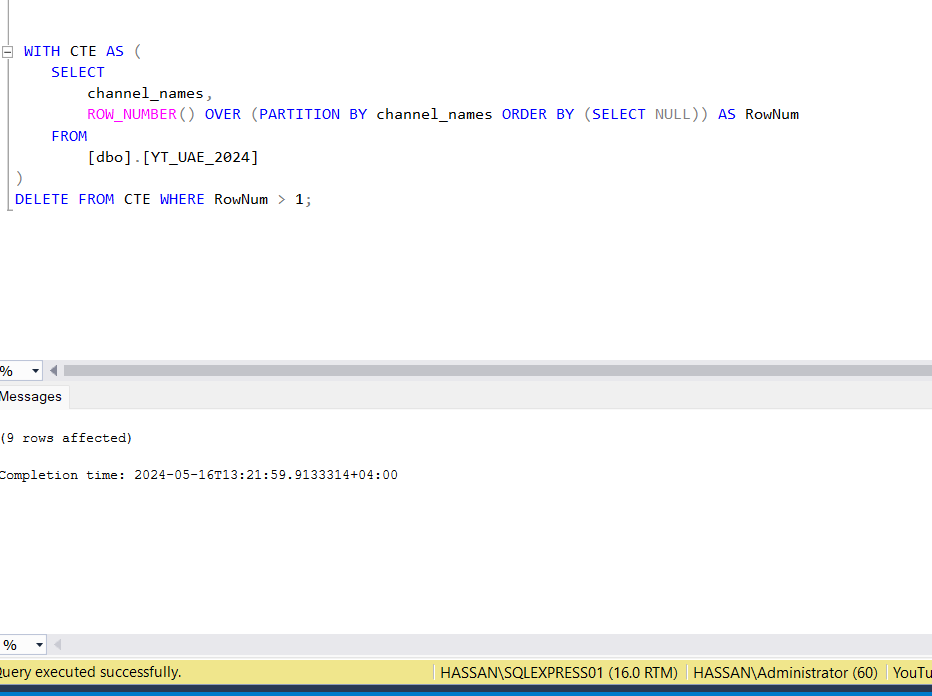 WITH CTE AS (
SELECT
channel_names,
ROW_NUMBER() OVER (PARTITION BY channel_names ORDER BY (SELECT NULL)) AS RowNum
FROM
[dbo].[YT_UAE_2024]
)
DELETE FROM CTE WHERE RowNum > 1;
%
Messages
(9 rows affected)
Completion time: 2024-05-16T13:21:59.9133314+04:00
%
Query executed successfully. HASSAN\SQLEXPRESS01 (16.0 RTM) HASSAN\Administrator (60) YouTu